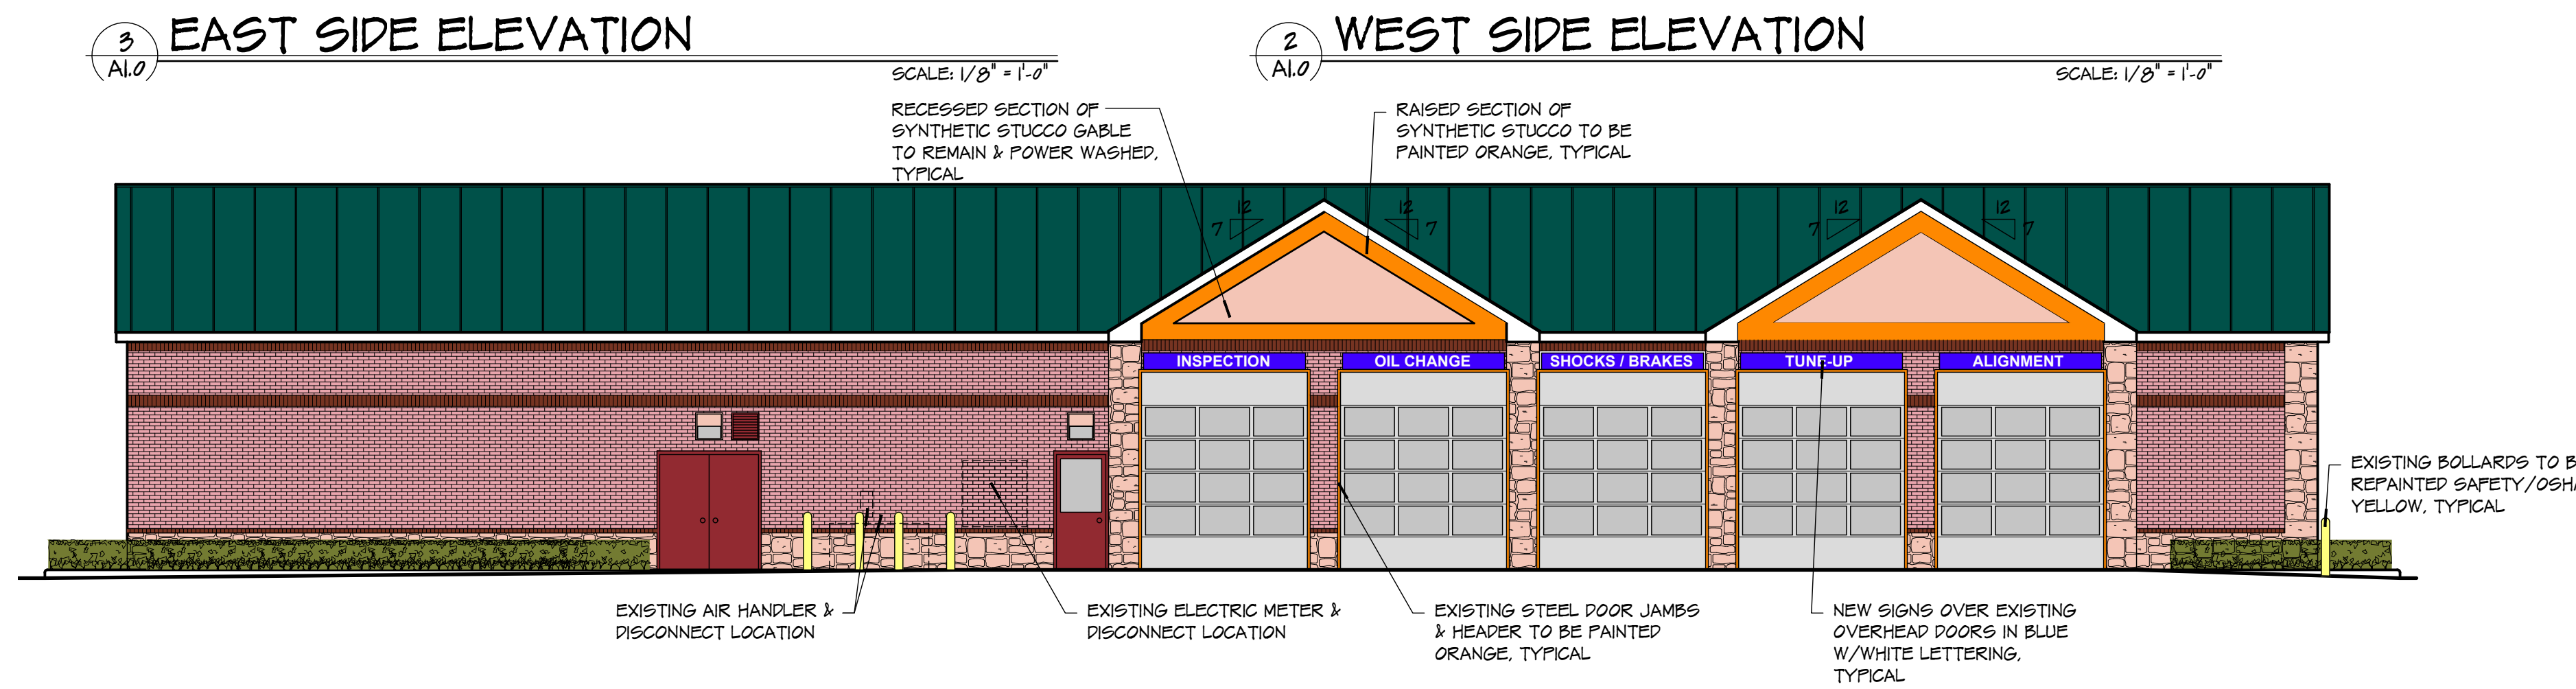 3
A1.0
EAST SIDE ELEVATION
SCALE: 1/8" = 1'-0"
2
A1.0
WEST SIDE ELEVATION
SCALE: 1/8" = 1'-0"
RECESSED SECTION OF
SYNTHETIC STUCCO GABLE
TO REMAIN & POWER WASHED,
TYPICAL
RAISED SECTION OF
SYNTHETIC STUCCO TO BE
PAINTED ORANGE, TYPICAL
12
7
12
7
12
7
12
7
INSPECTION
OIL CHANGE
SHOCKS / BRAKES
TUNE-UP
ALIGNMENT
EXISTING BOLLARDS TO B
REPAINTED SAFETY/OSHA
YELLOW, TYPICAL
EXISTING AIR HANDLER &
DISCONNECT LOCATION
EXISTING ELECTRIC METER &
DISCONNECT LOCATION
EXISTING STEEL DOOR JAMBS
& HEADER TO BE PAINTED
ORANGE, TYPICAL
NEW SIGNS OVER EXISTING
OVERHEAD DOORS IN BLUE
W/WHITE LETTERING,
TYPICAL